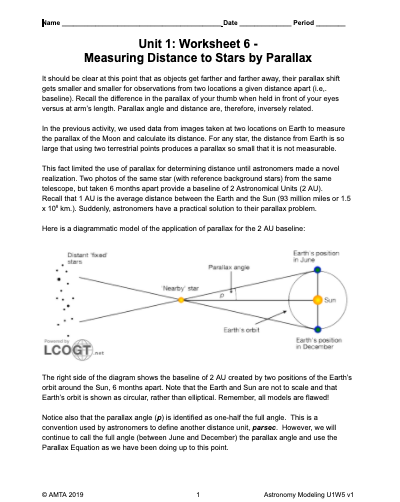 Name ________________________________________ Date ______________ Period ________
Unit 1: Worksheet 6 -
Measuring Distance to Stars by Parallax
It should be clear at this point that as objects get farther and farther away, their parallax shift
gets smaller and smaller for observations from two locations a given distance apart (i.e,.
baseline). Recall the difference in the parallax of your thumb when held in front of your eyes
versus at arm's length. Parallax angle and distance are, therefore, inversely related.
In the previous activity, we used data from images taken at two locations on Earth to measure
the parallax of the Moon and calculate its distance. For any star, the distance from Earth is so
large that using two terrestrial points produces a parallax so small that it is not measurable.
This fact limited the use of parallax for determining distance until astronomers made a novel
realization. Two photos of the same star (with reference background stars) from the same
telescope, but taken 6 months apart provide a baseline of 2 Astronomical Units (2 AU).
Recall that 1 AU is the average distance between the Earth and the Sun (93 million miles or 1.5
x 10⁸ km.). Suddenly, astronomers have a practical solution to their parallax problem.
Here is a diagrammatic model of the application of parallax for the 2 AU baseline:
Distant 'fixed'
stars
Earth's position
in June
Parallax angle
'Nearby' star
p
Sun
Earth's orbit
Earth's position
in December
Powered by
LCOGT.net
The right side of the diagram shows the baseline of 2 AU created by two positions of the Earth's
orbit around the Sun, 6 months apart. Note that the Earth and Sun are not to scale and that
Earth's orbit is shown as circular, rather than elliptical. Remember, all models are flawed!
Notice also that the parallax angle (p) is identified as one-half the full angle. This is a
convention used by astronomers to define another distance unit, parsec. However, we will
continue to call the full angle (between June and December) the parallax angle and use the
Parallax Equation as we have been doing up to this point.
© AMTA 2019 1 Astronomy Modeling U1W5 v1